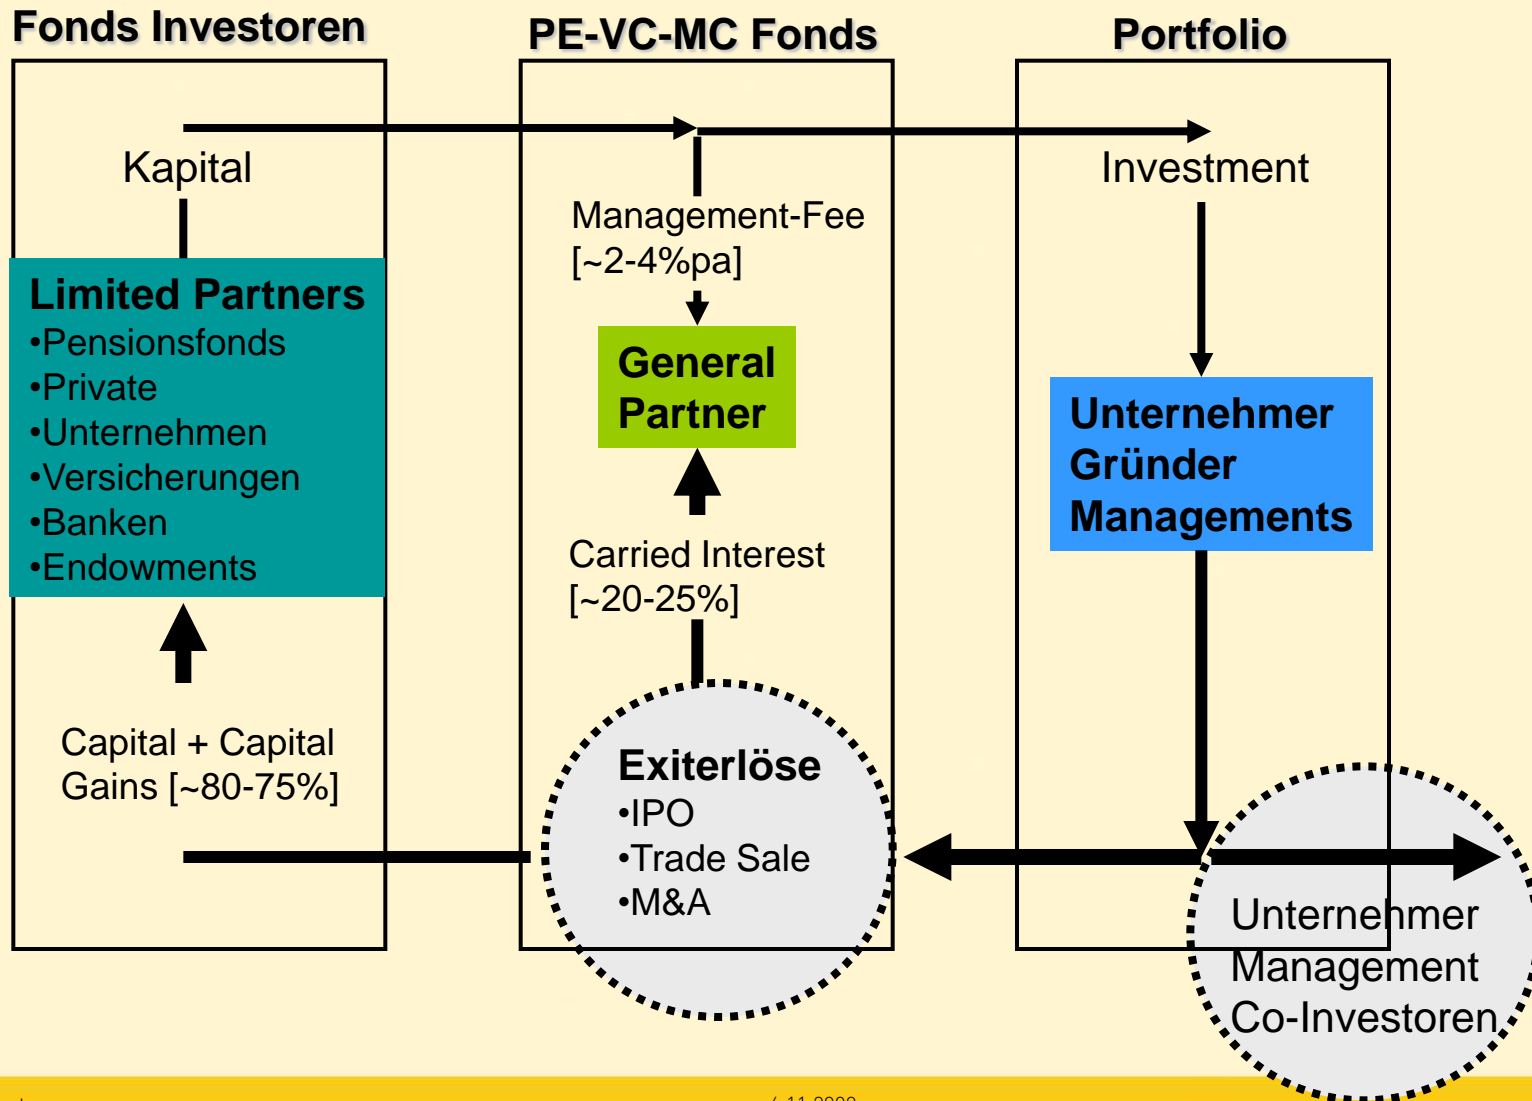 Fonds Investoren
PE-VC-MC Fonds
Portfolio
Kapital
Limited Partners
•Pensionsfonds
•Private
•Unternehmen
•Versicherungen
•Banken
•Endowments
Capital + Capital
Gains [~80-75%]
Management-Fee
[~2-4%pa]
General
Partner
Carried Interest
[~20-25%]
Exiterlöse
•IPO
•Trade Sale
•M&A
Investment
Unternehmer
Gründer
Managements
Unternehmer
Management
Co-Investoren